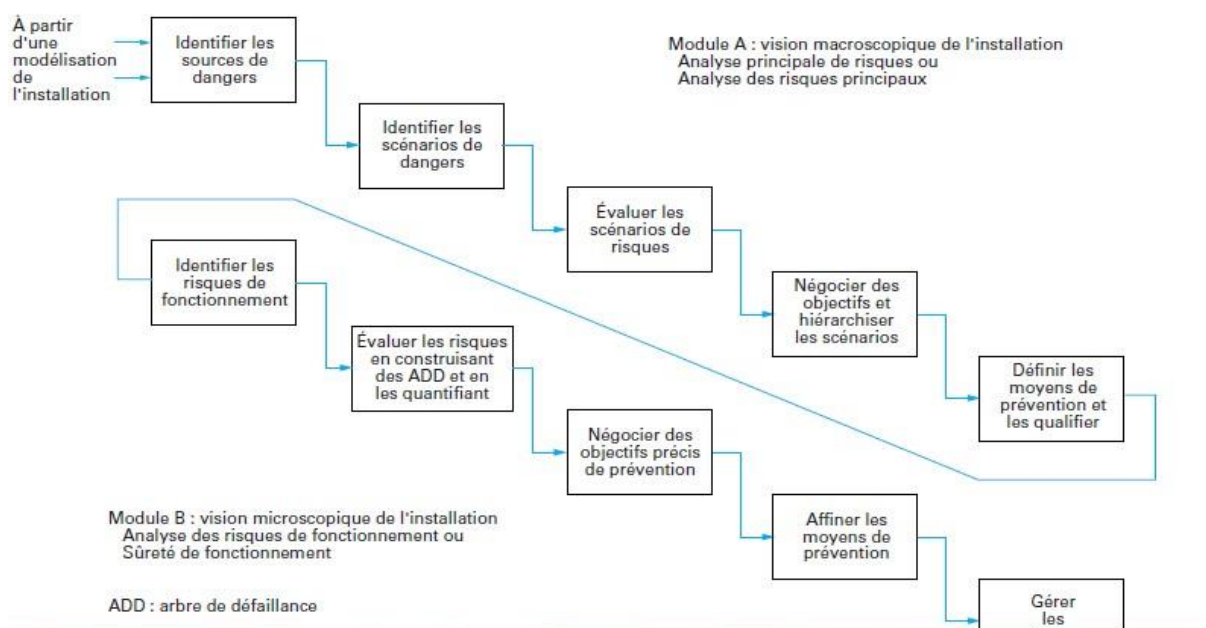 À partir
d'une
modélisation
de
l'installation
Identifier les
sources de
dangers
Module A : vision macroscopique de l'installation
Analyse principale de risques ou
Analyse des risques principaux
Identifier les
scénarios de
dangers
Évaluer les
scénarios de
risques
Négocier des
objectifs et
hiérarchiser
les scénarios
Définir les
moyens de
prévention et
les qualifier
Identifier les
risques de
fonctionnement
Évaluer les risques
en construisant
des ADD et en
les quantifiant
Négocier des
objectifs précis
de prévention
Affiner les
moyens de
prévention
Gérer
les
Module B : vision microscopique de l'installation
Analyse des risques de fonctionnement ou
Sûreté de fonctionnement
ADD : arbre de défaillance